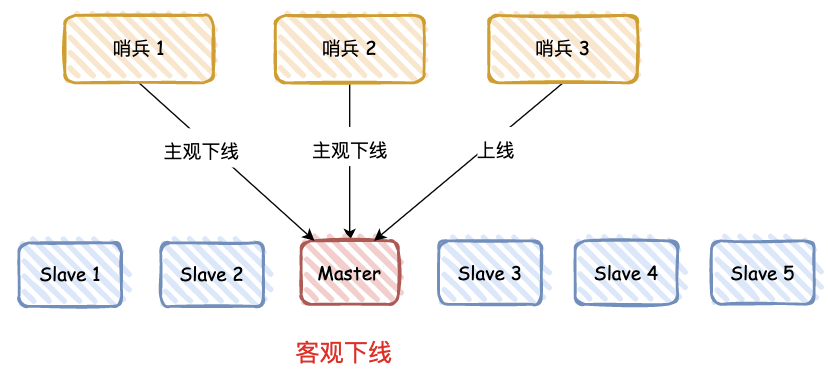 哨兵 1
哨兵 2
哨兵 3
主观下线
主观下线
上线
Slave 1
Slave 2
Master
Slave 3
Slave 4
Slave 5
客观下线